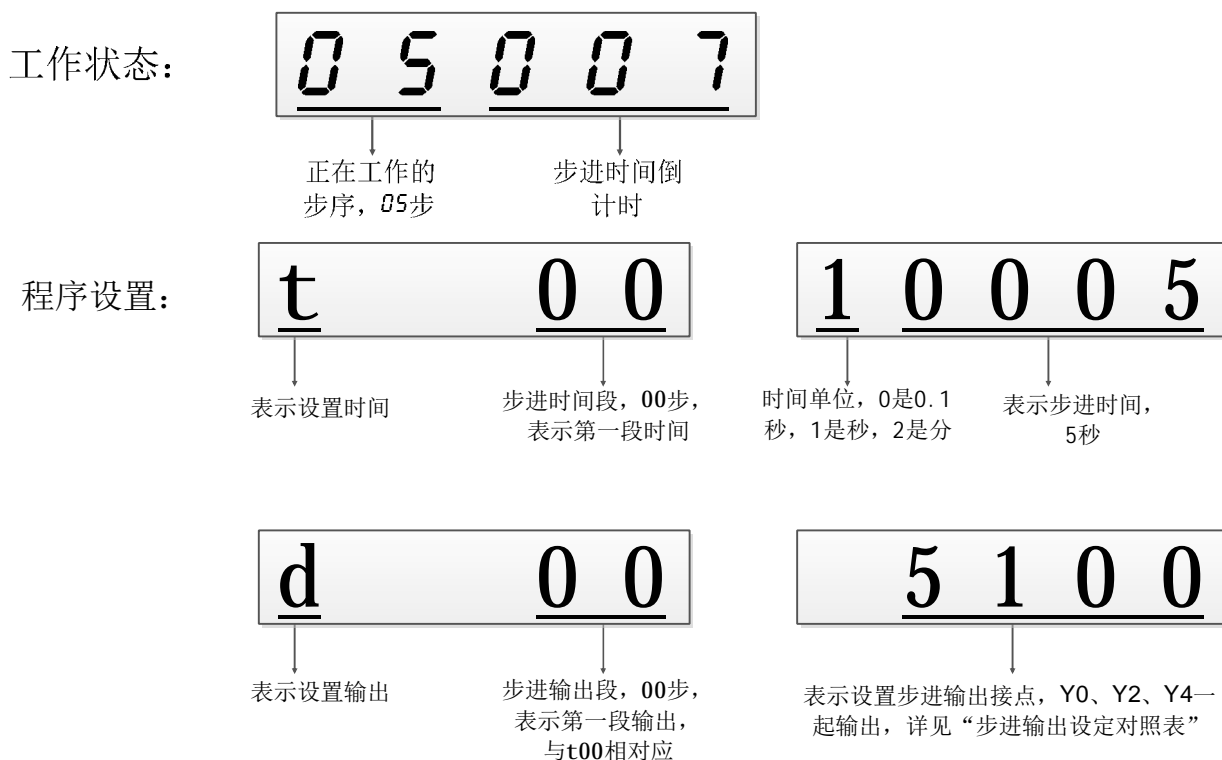 工作状态：
0 5 0 0 7
正在工作的
步序，05步
步进时间倒
计时
程序设置：
t 0 0
1 0 0 0 5
表示设置时间
步进时间段，00步，
表示第一段时间
时间单位，0是0.1
秒，1是秒，2是分
表示步进时间，
5秒
d 0 0
5 1 0 0
表示设置输出
步进输出段，00步，
表示第一段输出，
与t00相对应
表示设置步进输出接点，Y0、Y2、Y4一
起输出，详见“步进输出设定对照表”